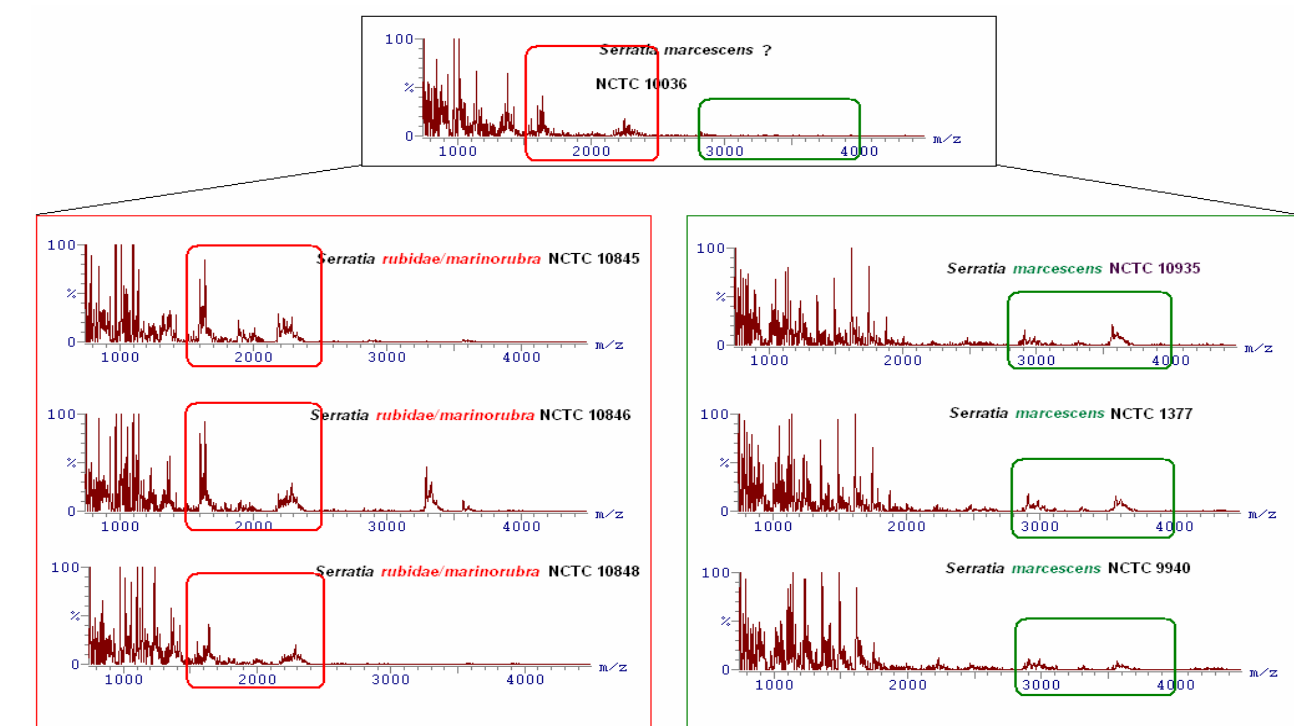 Serratia marcescens ?
NCTC 10036
100
%
0
1000 2000 3000 4000 m/z
Serratia rubidae/marinorubra NCTC 10845
100
%
0
1000 2000 3000 4000 m/z
Serratia rubidae/marinorubra NCTC 10846
100
%
0
1000 2000 3000 4000 m/z
Serratia rubidae/marinorubra NCTC 10848
100
%
0
1000 2000 3000 4000 m/z
Serratia marcescens NCTC 10935
100
%
0
1000 2000 3000 4000 m/z
Serratia marcescens NCTC 1377
100
%
0
1000 2000 3000 4000 m/z
Serratia marcescens NCTC 9940
100
%
0
1000 2000 3000 4000 m/z